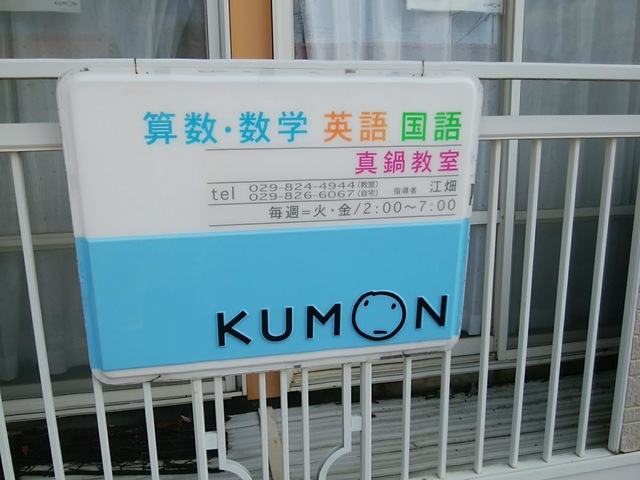 算数・数学 英語 国語
真鍋教室
tel 029-824-4944(教室) 指導者 江畑
029-826-6067(自宅)
毎週=火・金/2:00〜7:00
KUMON